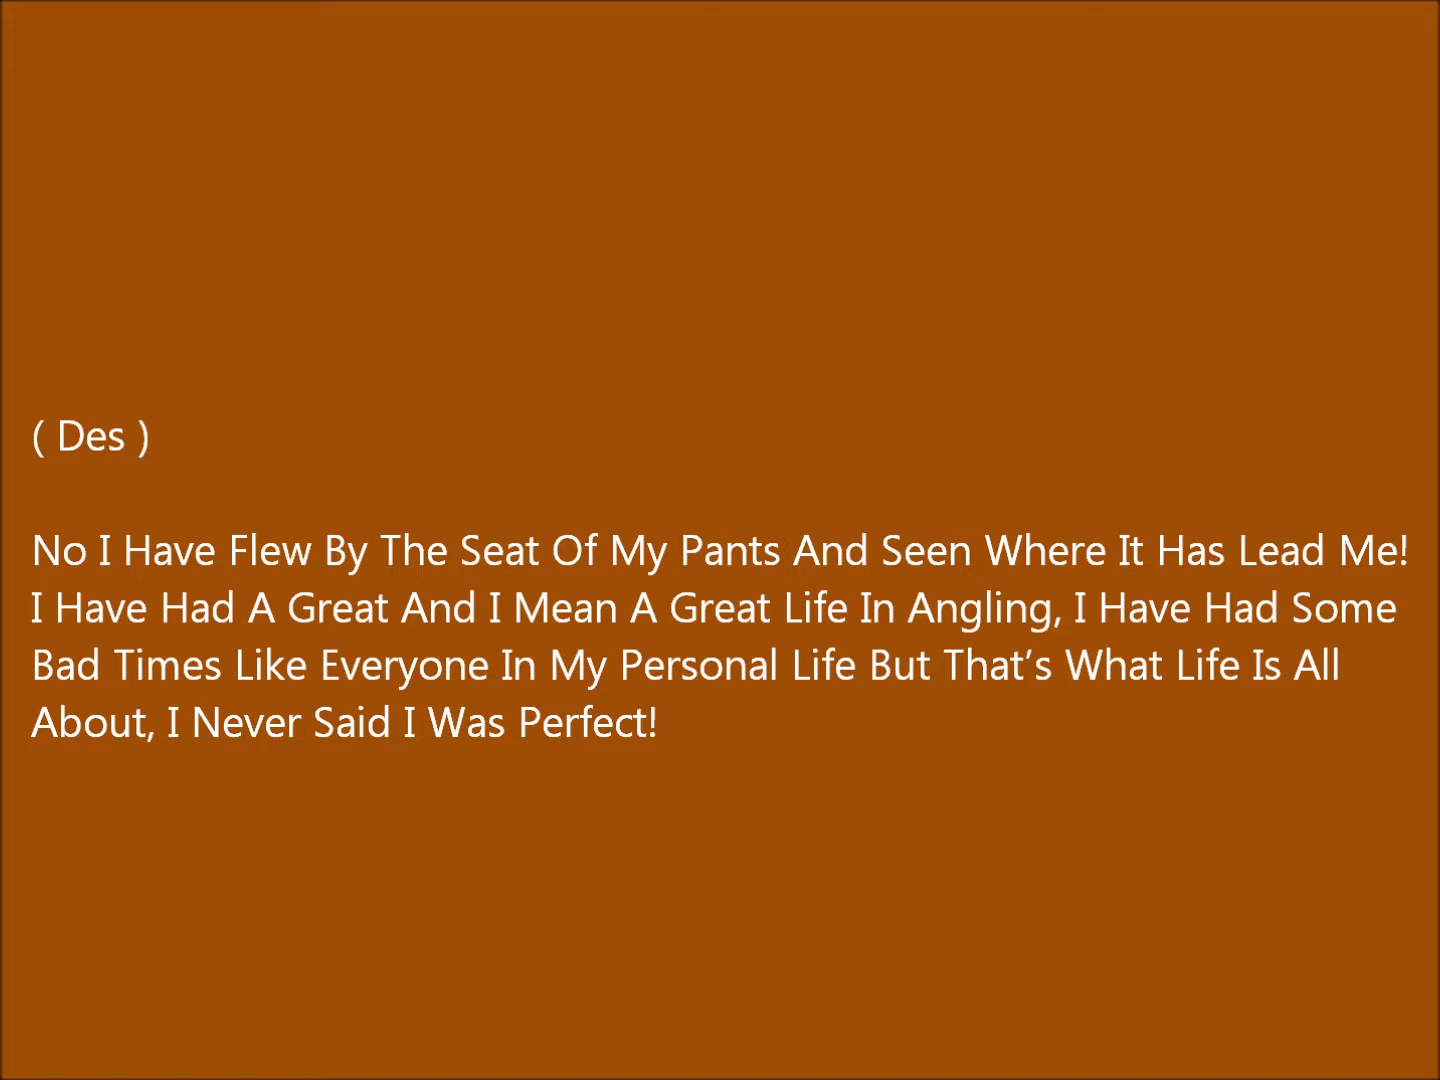 ( Des )
No I Have Flew By The Seat Of My Pants And Seen Where It Has Lead Me!
I Have Had A Great And I Mean A Great Life In Angling, I Have Had Some
Bad Times Like Everyone In My Personal Life But That’s What Life Is All
About, I Never Said I Was Perfect!